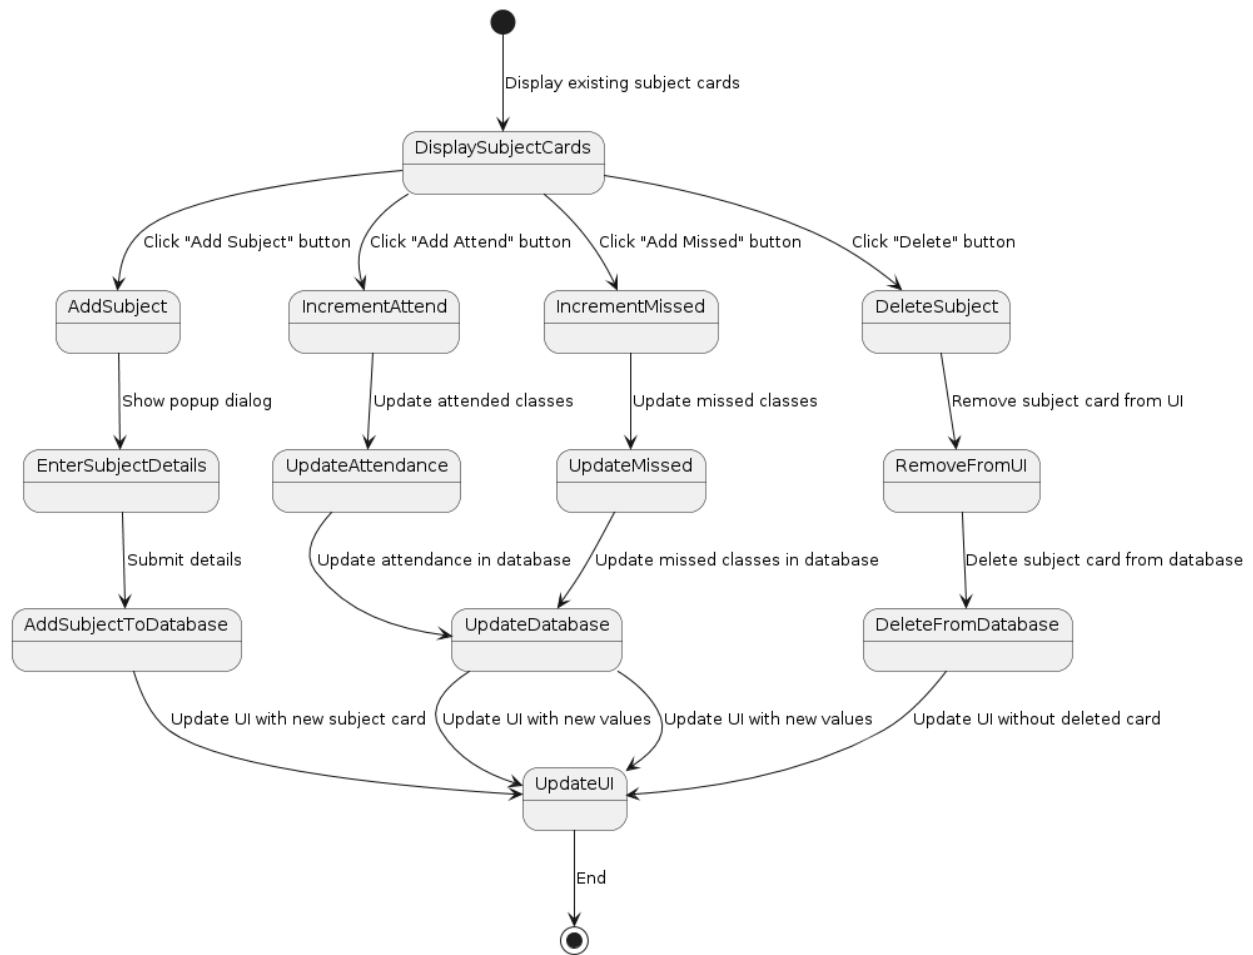 Display existing subject cards
DisplaySubjectCards
Click "Add Subject" button
Click "Add Attend" button
Click "Add Missed" button
Click "Delete" button
AddSubject
IncrementAttend
IncrementMissed
DeleteSubject
Show popup dialog
Update attended classes
Update missed classes
Remove subject card from UI
EnterSubjectDetails
UpdateAttendance
UpdateMissed
RemoveFromUI
Submit details
Update attendance in database
Update missed classes in database
Delete subject card from database
AddSubjectToDatabase
UpdateDatabase
DeleteFromDatabase
Update UI with new subject card
Update UI with new values
Update UI with new values
Update UI without deleted card
UpdateUI
End